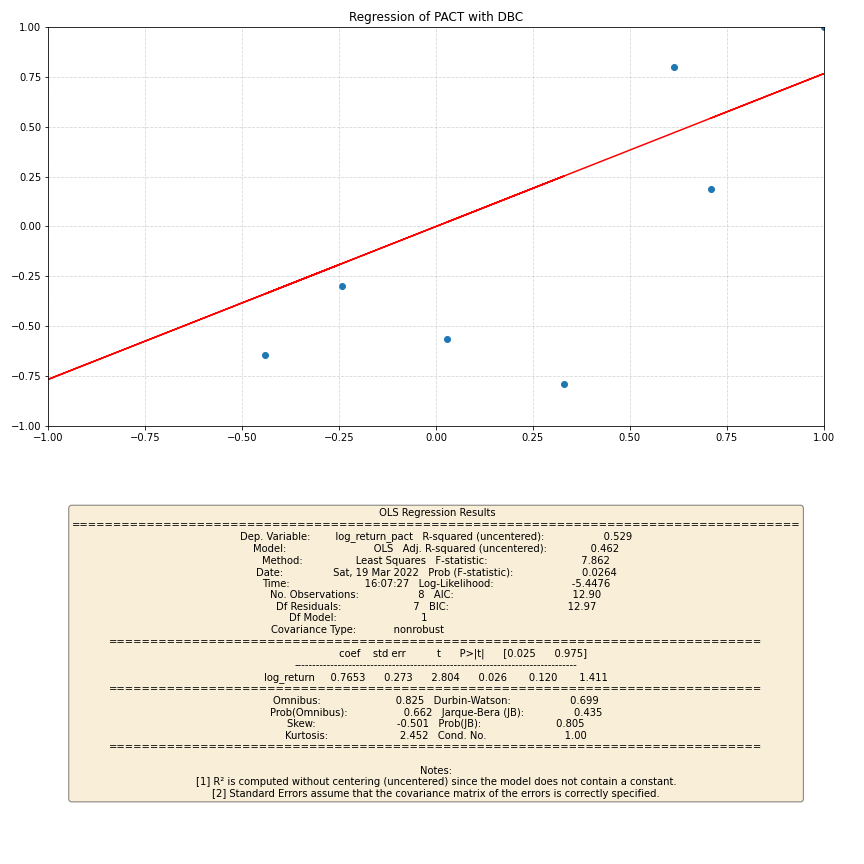 Regression of PACT with DBC
1.00
0.75
0.50
0.25
0.00
−0.25
−0.50
−0.75
−1.00
−1.00 −0.75 −0.50 −0.25 0.00 0.25 0.50 0.75 1.00
OLS Regression Results
==============================================================================
Dep. Variable: log_return_pact R-squared (uncentered): 0.529
Model: OLS Adj. R-squared (uncentered): 0.462
Method: Least Squares F-statistic: 7.862
Date: Sat, 19 Mar 2022 Prob (F-statistic): 0.0264
Time: 16:07:27 Log-Likelihood: -5.4476
No. Observations: 8 AIC: 12.90
Df Residuals: 7 BIC: 12.97
Df Model: 1
Covariance Type: nonrobust
==============================================================================
coef std err t P>|t| [0.025 0.975]
------------------------------------------------------------------------------
log_return 0.7653 0.273 2.804 0.026 0.120 1.411
==============================================================================
Omnibus: 0.825 Durbin-Watson: 0.699
Prob(Omnibus): 0.662 Jarque-Bera (JB): 0.435
Skew: -0.501 Prob(JB): 0.805
Kurtosis: 2.452 Cond. No. 1.00
==============================================================================
Notes:
[1] R² is computed without centering (uncentered) since the model does not contain a constant.
[2] Standard Errors assume that the covariance matrix of the errors is correctly specified.